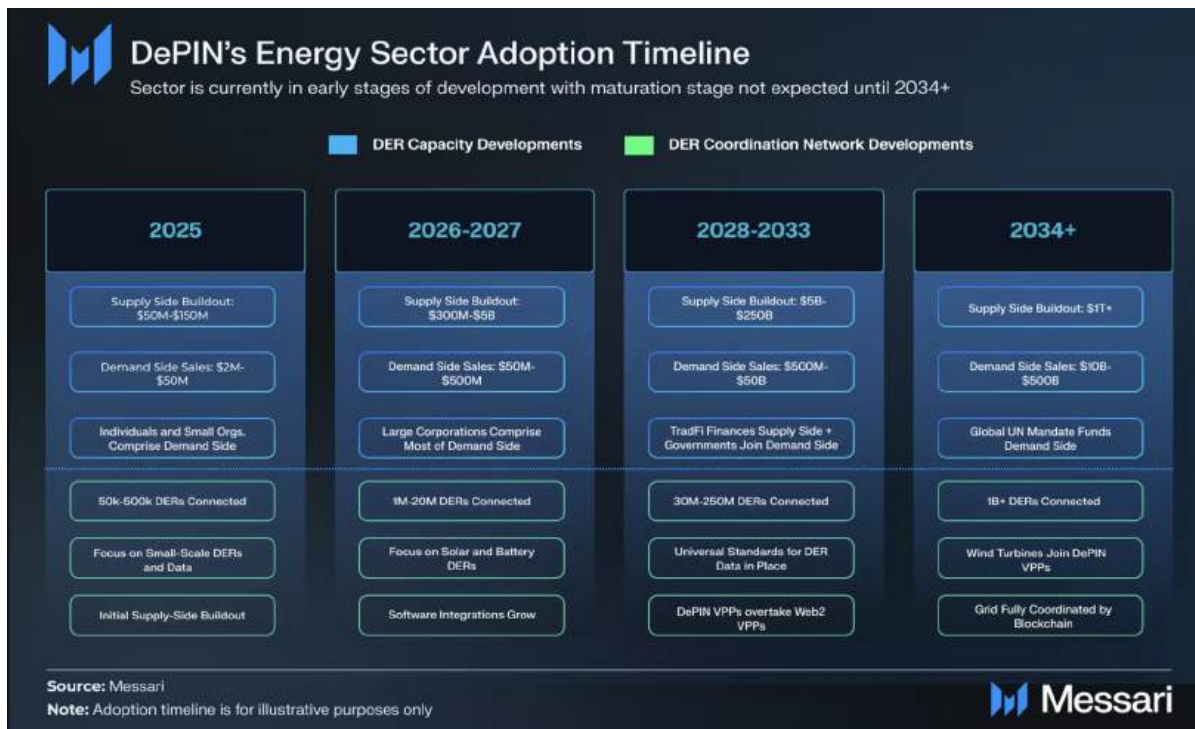 DePIN's Energy Sector Adoption Timeline
Sector is currently in early stages of development with maturation stage not expected until 2034+
DER Capacity Developments
DER Coordination Network Developments
2025
Supply Side Buildout:
$50M-$150M
Demand Side Sales: $2M-
$50M
Individuals and Small Orgs.
Comprise Demand Side
50k-500k DERs Connected
Focus on Small-Scale DERs
and Data
Initial Supply-Side Buildout
2026-2027
Supply Side Buildout:
$300M-$5B
Demand Side Sales: $50M-
$500M
Large Corporations Comprise
Most of Demand Side
1M-20M DERs Connected
Focus on Solar and Battery
DERs
Software Integrations Grow
2028-2033
Supply Side Buildout: $5B-
$250B
Demand Side Sales: $500M-
$50B
TradFi Finances Supply Side +
Governments Join Demand Side
30M-250M DERs Connected
Universal Standards for DER
Data in Place
DePIN VPPs overtake Web2
VPPs
2034+
Supply Side Buildout: $1T+
Demand Side Sales: $10B-
$500B
Global UN Mandate Funds
Demand Side
1B+ DERs Connected
Wind Turbines Join DePIN
VPPs
Grid Fully Coordinated by
Blockchain
Source: Messari
Note: Adoption timeline is for illustrative purposes only
Messari